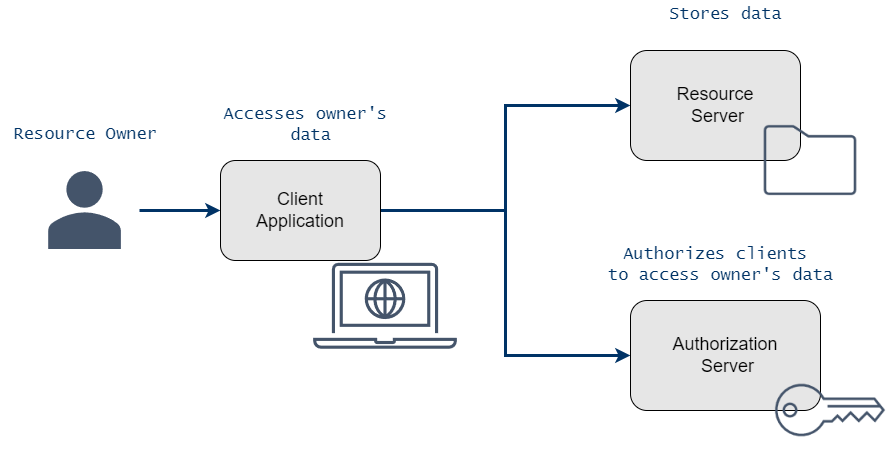 Stores data
Resource
Server
Accesses owner's
data
Resource Owner
Client
Application
Authorizes clients
to access owner's data
Authorization
Server